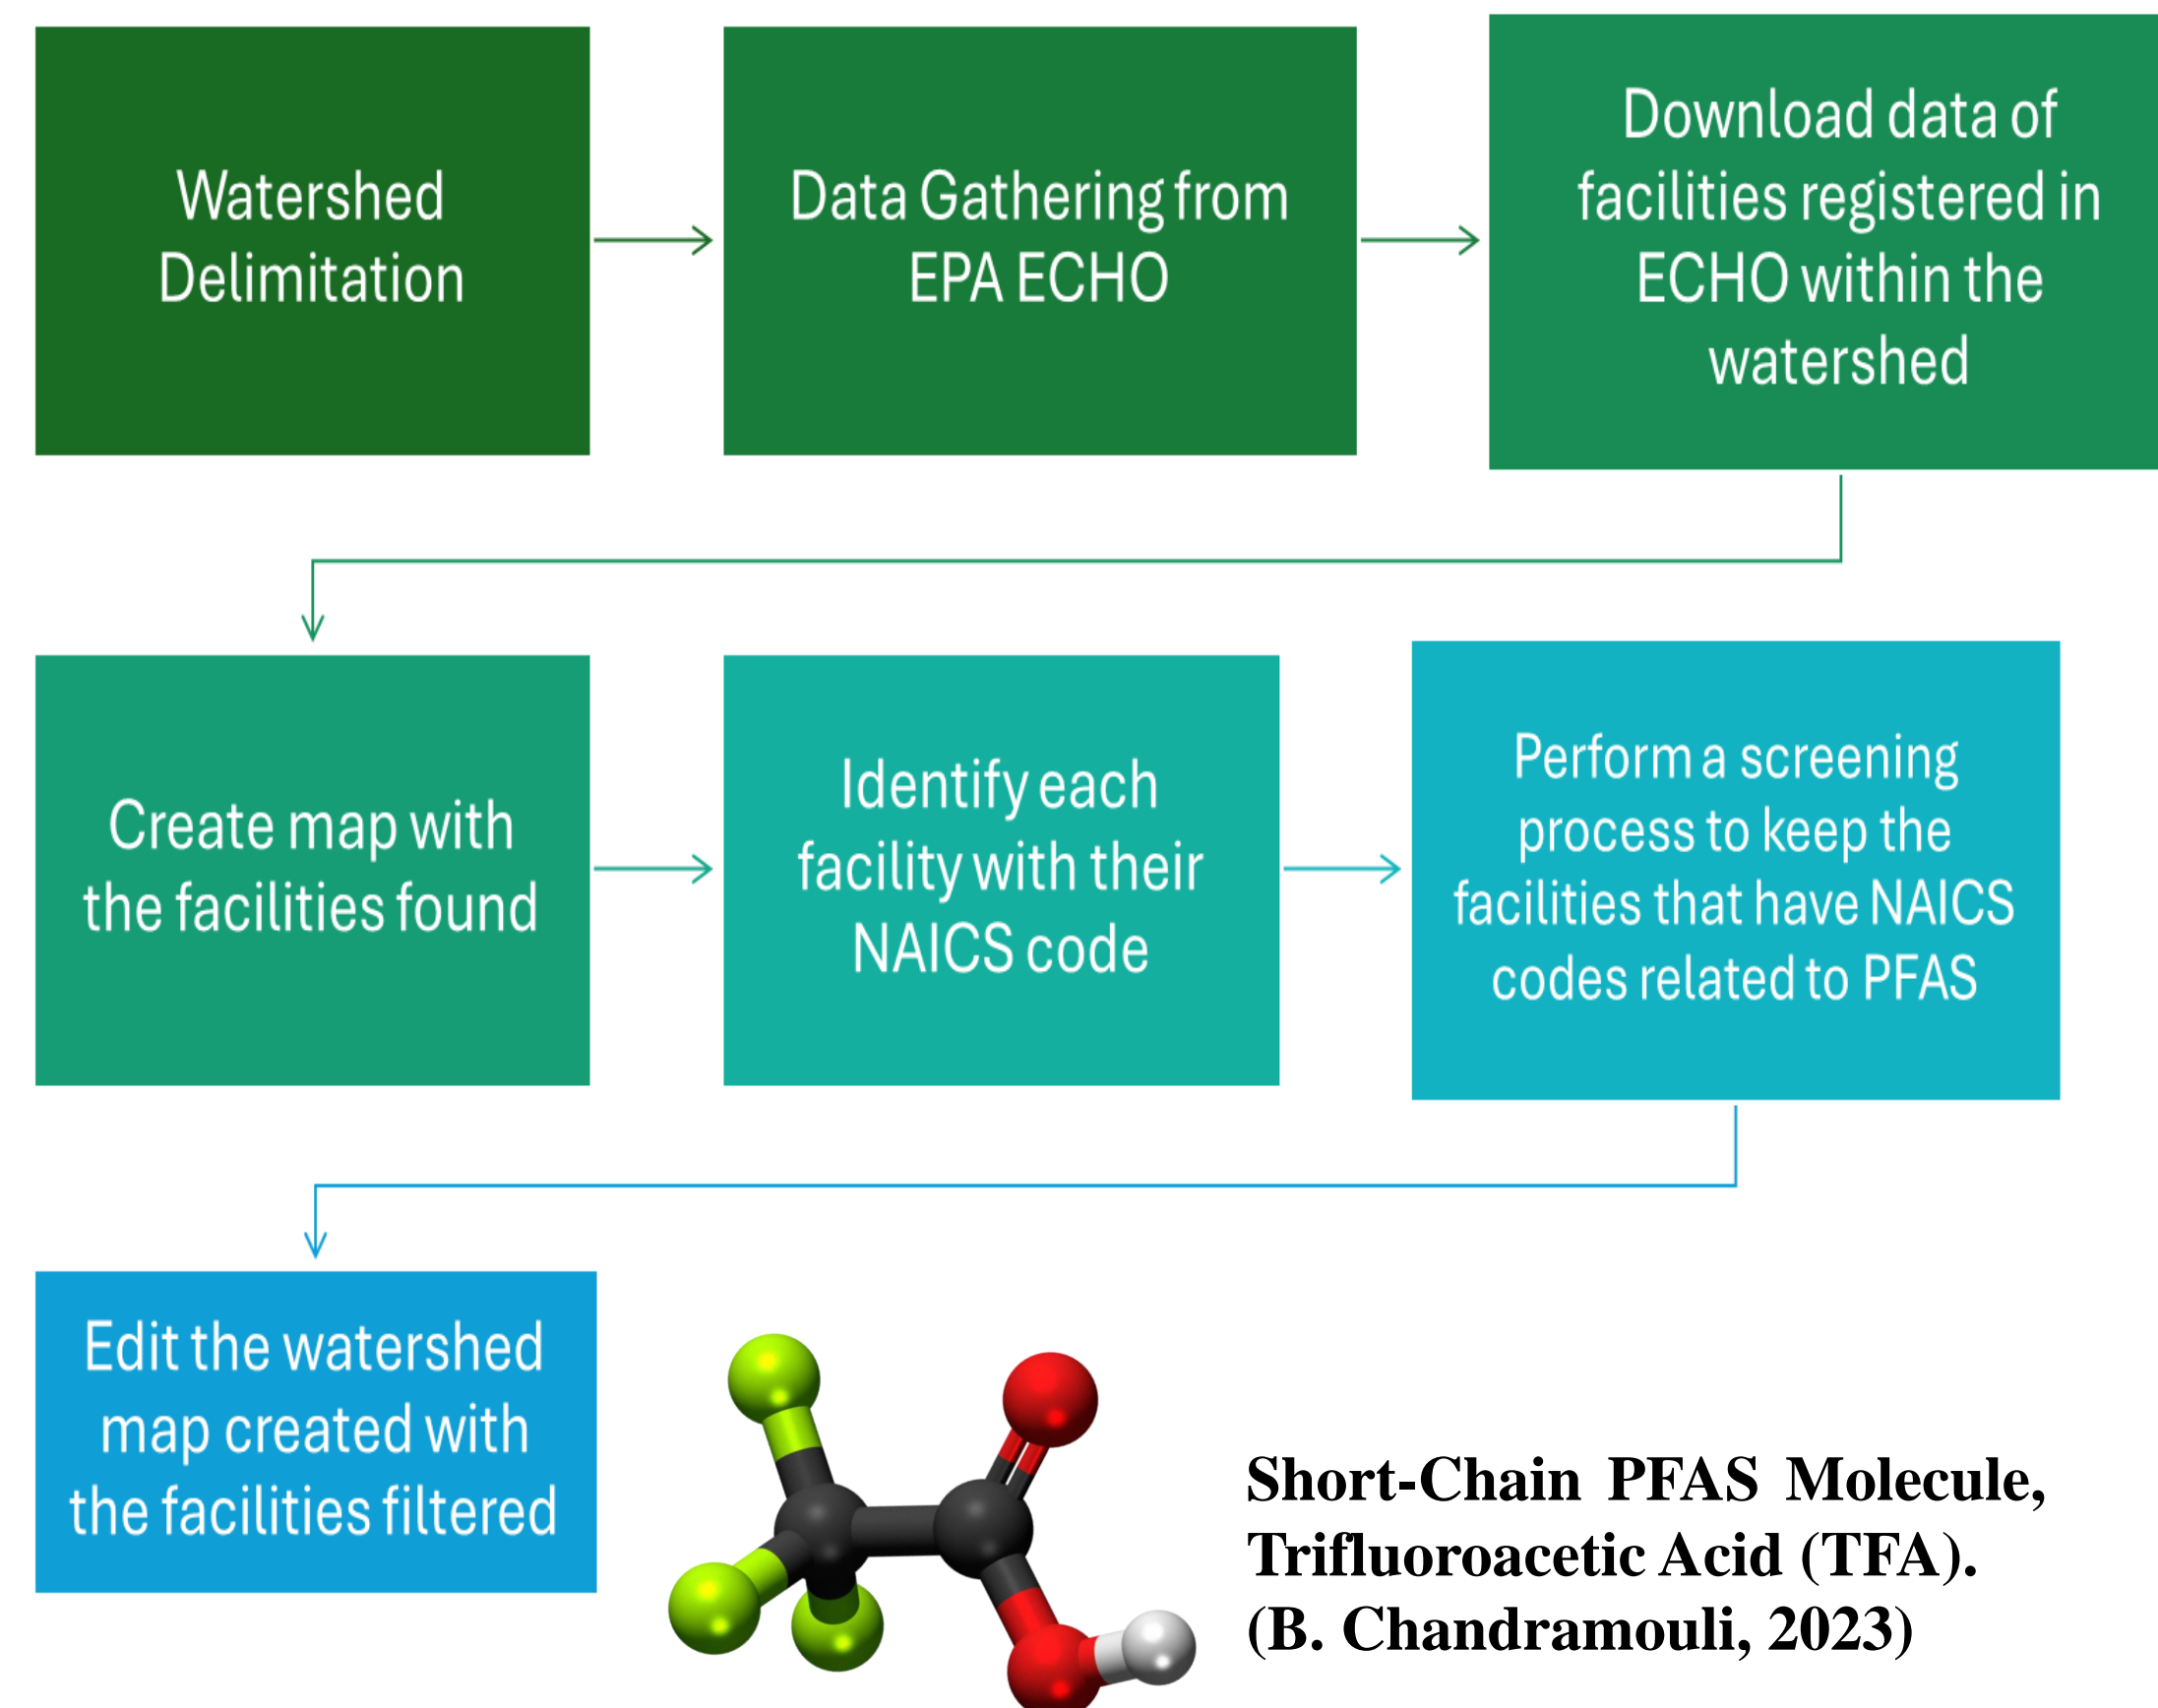 Watershed
Delimitation
Data Gathering from
EPA ECHO
Download data of
facilities registered in
ECHO within the
watershed
Create map with
the facilities found
Identify each
facility with their
NAICS code
Perform a screening
process to keep the
facilities that have NAICS
codes related to PFAS
Edit the watershed
map created with
the facilities filtered
Short-Chain PFAS Molecule,
Trifluoroacetic Acid (TFA).
(B. Chandramouli, 2023)